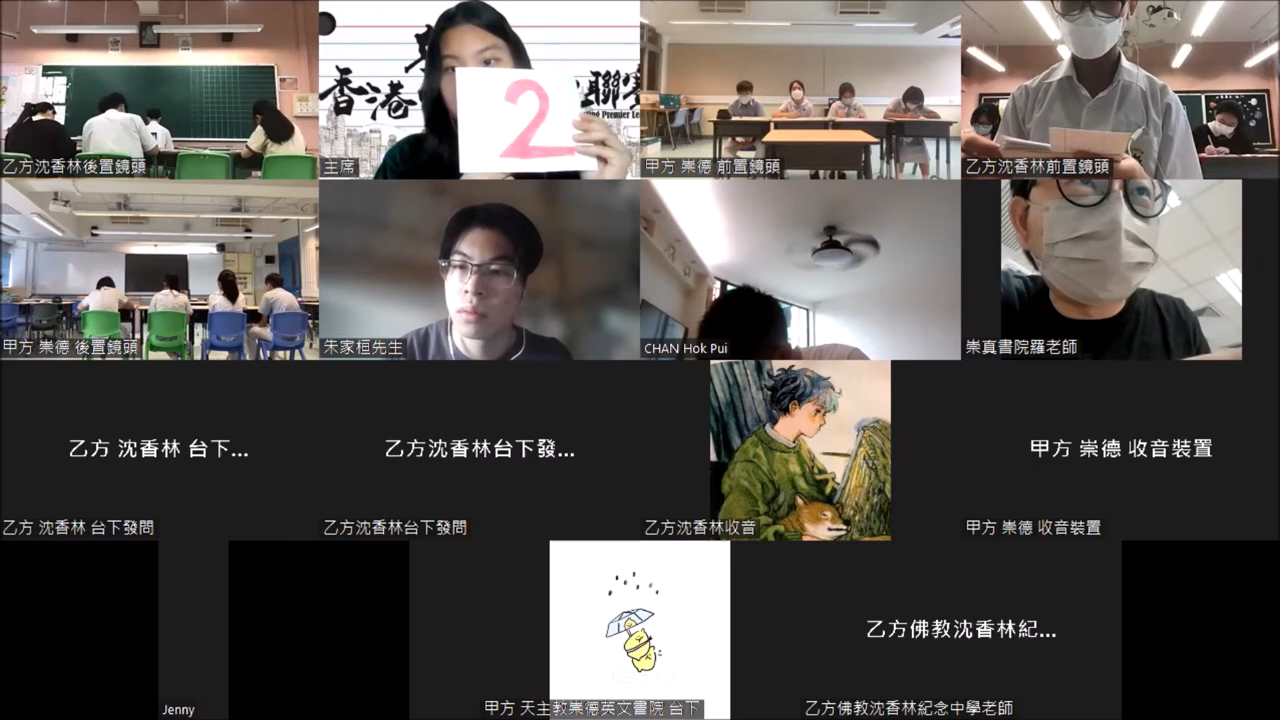 乙方沈香林後置鏡頭
香港
聯賽
ting Premier Le
2
主席
甲方 崇德 前置鏡頭
乙方沈香林前置鏡頭
甲方 崇德 後置鏡頭
朱家桓先生
CHAN Hok Pui
崇真書院羅老師
乙方 沈香林 台下...
乙方沈香林台下發...
甲方 崇德 收音裝置
乙方 沈香林 台下發問
乙方沈香林台下發問
乙方沈香林收音
甲方 崇德 收音裝置
乙方佛教沈香林紀...
Jenny
甲方 天主教崇德英文書院 台下
乙方佛教沈香林紀念中學老師